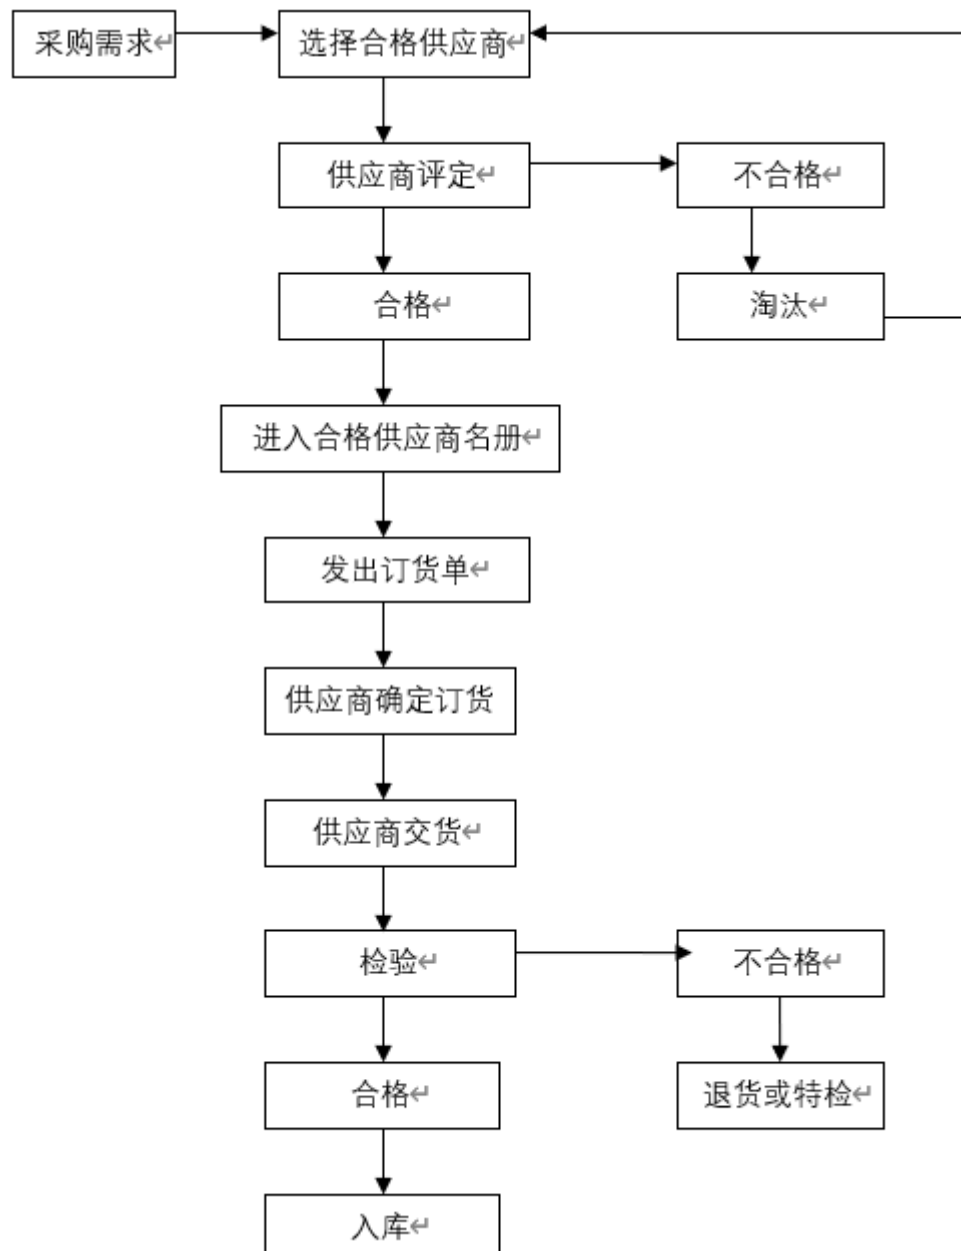 采购需求
选择合格供应商
供应商评定
不合格
合格
淘汰
进入合格供应商名册
发出订货单
供应商确定订货
供应商交货
检验
不合格
合格
退货或特检
入库